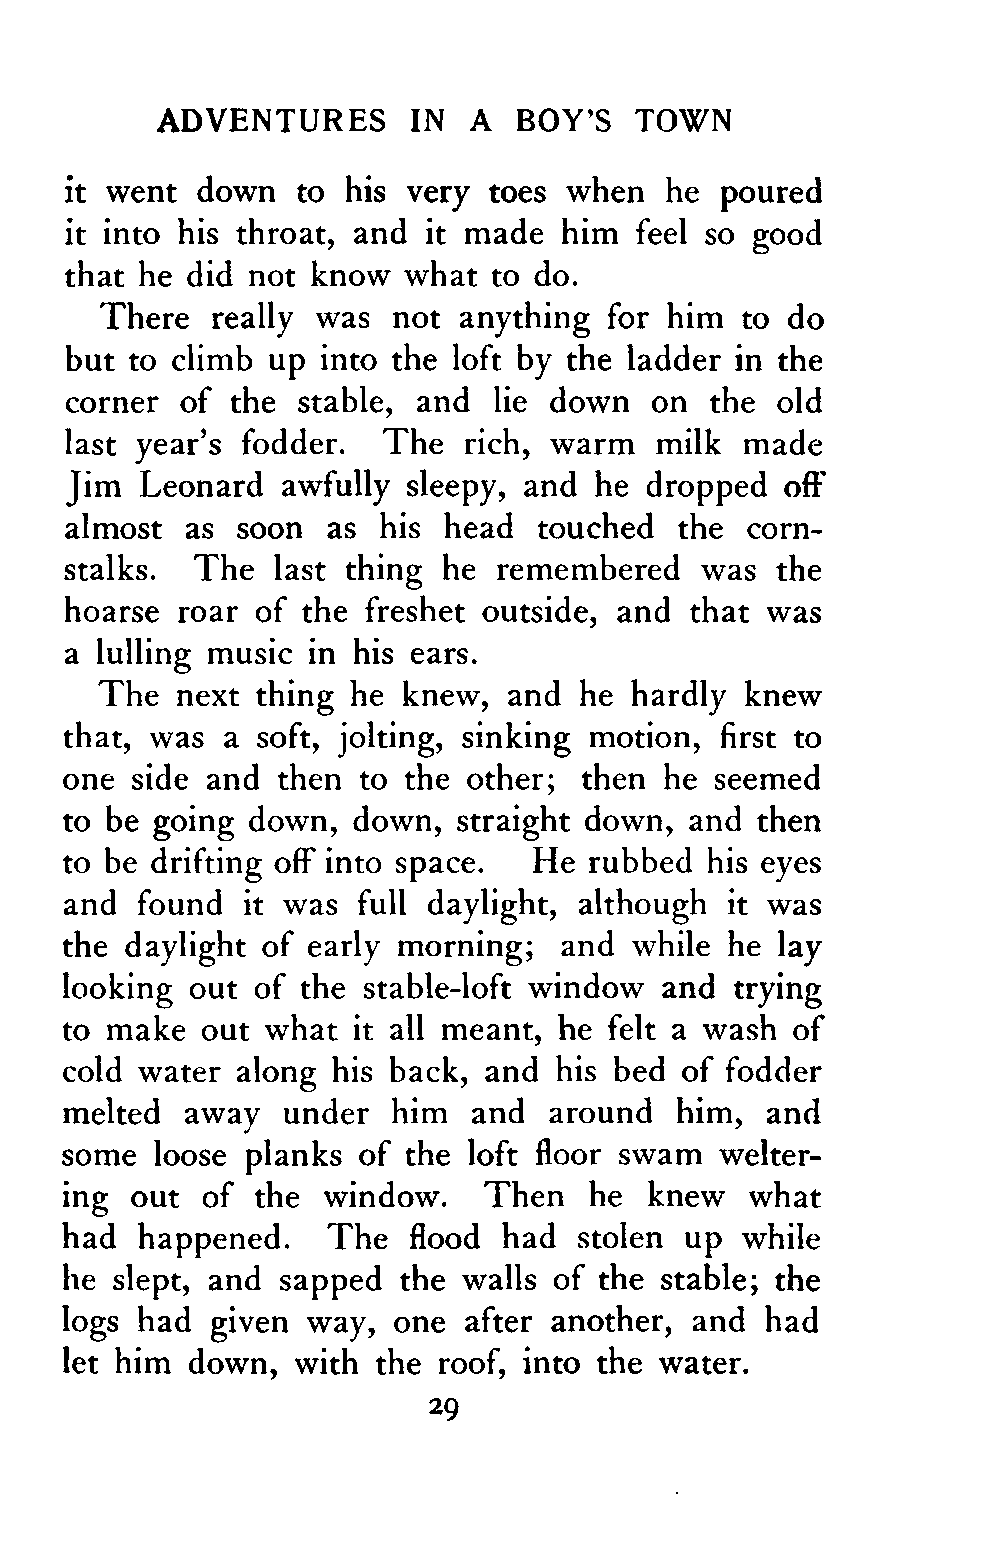 ADVENTURES IN A BOY'S TOWN
it went down to his very toes when he poured
it into his throat, and it made him feel so good
that he did not know what to do.
There really was not anything for him to do
but to climb up into the loft by the ladder in the
corner of the stable, and lie down on the old
last year's fodder. The rich, warm milk made
Jim Leonard awfully sleepy, and he dropped off
almost as soon as his head touched the corn-
stalks. The last thing he remembered was the
hoarse roar of the freshet outside, and that was
a lulling music in his ears.
The next thing he knew, and he hardly knew
that, was a soft, jolting, sinking motion, first to
one side and then to the other; then he seemed
to be going down, down, straight down, and then
to be drifting off into space. He rubbed his eyes
and found it was full daylight, although it was
the daylight of early morning; and while he lay
looking out of the stable-loft window and trying
to make out what it all meant, he felt a wash of
cold water along his back, and his bed of fodder
melted away under him and around him, and
some loose planks of the loft floor swam welter-
ing out of the window. Then he knew what
had happened. The flood had stolen up while
he slept, and sapped the walls of the stable; the
logs had given way, one after another, and had
let him down, with the roof, into the water.
29